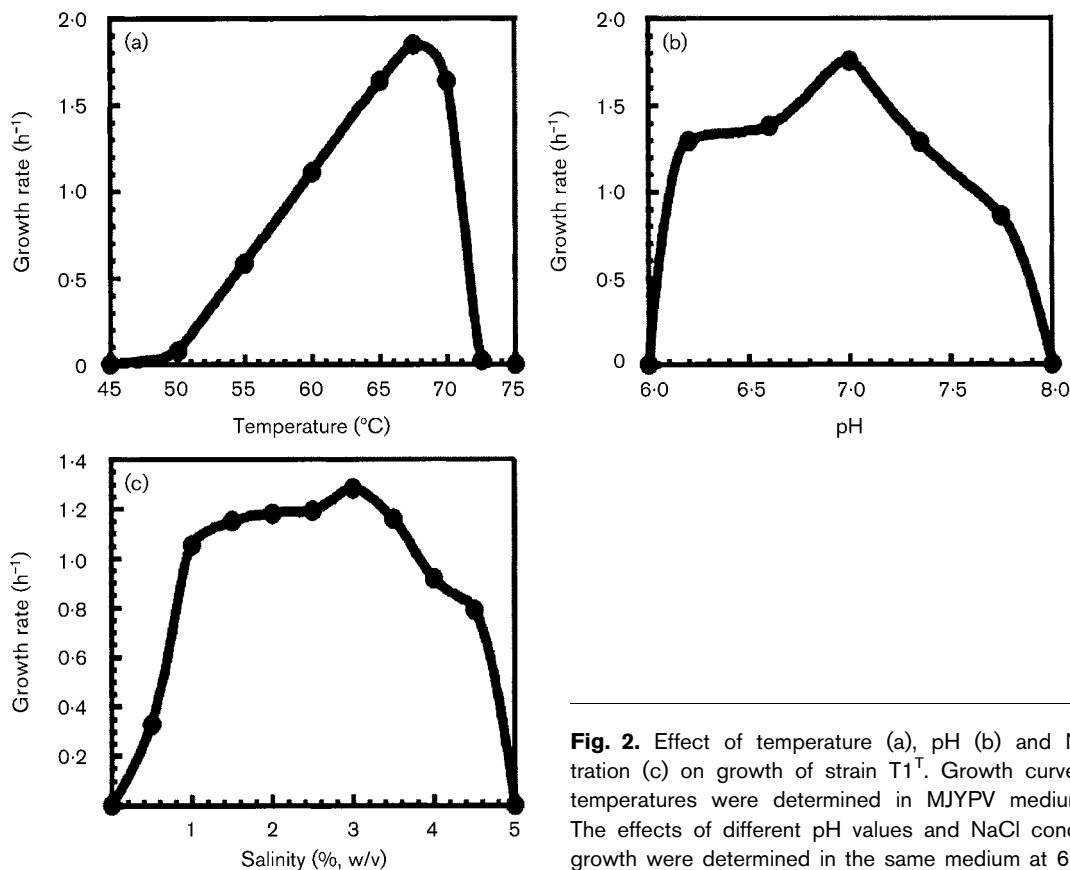 (a)
2·0
1·5
1·0
0·5
0
Growth rate (h⁻¹)
45 50 55 60 65 70 75
Temperature (°C)
(b)
2·0
1·5
1·0
0·5
0
Growth rate (h⁻¹)
6·0 6·5 7·0 7·5 8·0
pH
(c)
1·4
1·2
1·0
0·8
0·6
0·4
0·2
Growth rate (h⁻¹)
1 2 3 4 5
Salinity (%, w/v)
Fig. 2. Effect of temperature (a), pH (b) and
tration (c) on growth of strain T1ᵀ. Growth curve
temperatures were determined in MJYPV medium
The effects of different pH values and NaCl conc
growth were determined in the same medium at 6